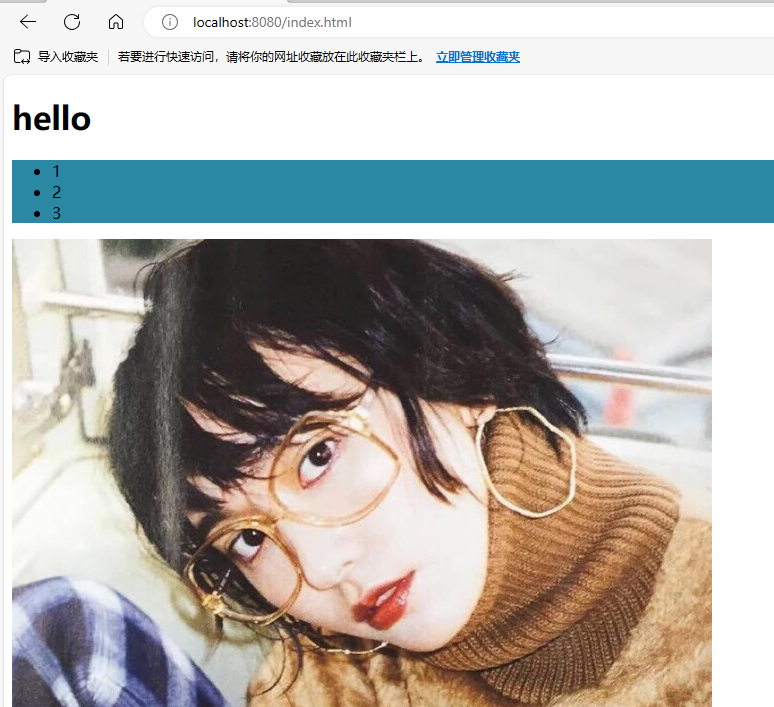 localhost:8080/index.html
导入收藏夹 若要进行快速访问，请将你的网址收藏放在此收藏夹栏上。 立即管理收藏夹
hello
1
2
3